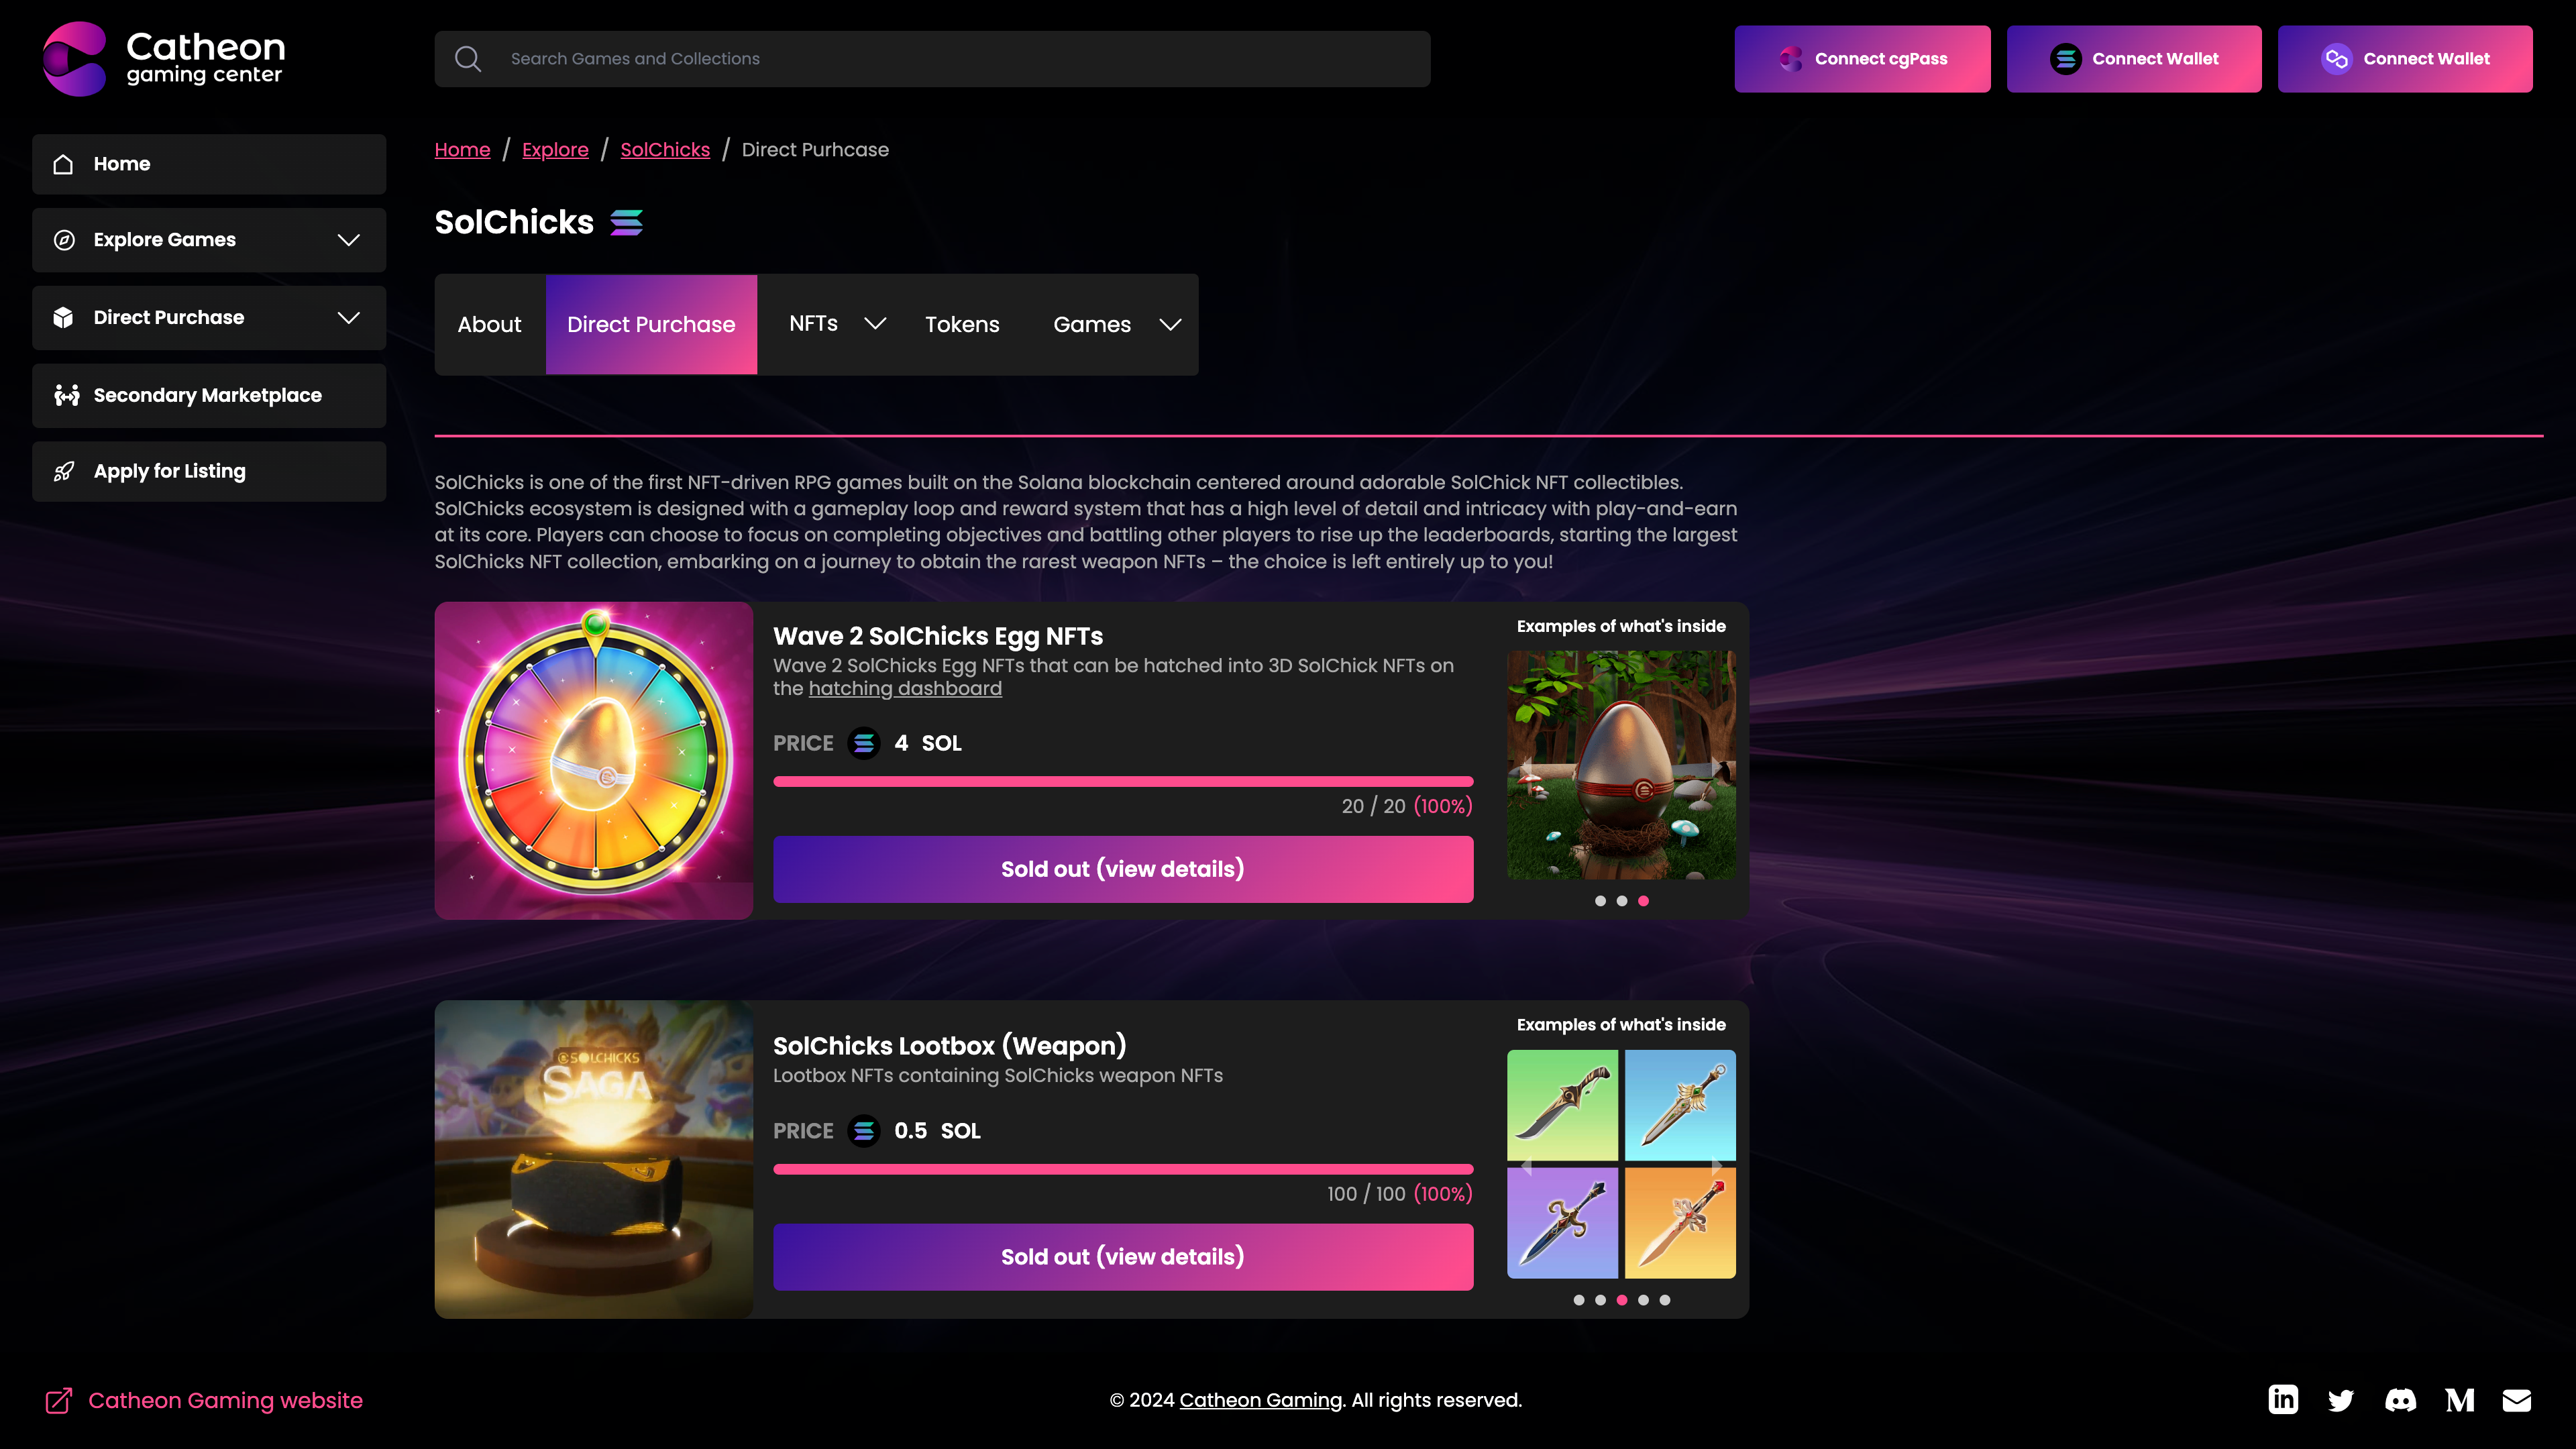 Catheon
gaming center
Search Games and Collections
Connect cgPass
Connect Wallet
Connect Wallet
Home
Explore Games
Direct Purchase
Secondary Marketplace
Apply for Listing
Home / Explore / SolChicks / Direct Purhcase
SolChicks
About
Direct Purchase
NFTs
Tokens
Games
SolChicks is one of the first NFT-driven RPG games built on the Solana blockchain centered around adorable SolChick NFT collectibles.
SolChicks ecosystem is designed with a gameplay loop and reward system that has a high level of detail and intricacy with play-and-earn
at its core. Players can choose to focus on completing objectives and battling other players to rise up the leaderboards, starting the largest
SolChicks NFT collection, embarking on a journey to obtain the rarest weapon NFTs – the choice is left entirely up to you!
Wave 2 SolChicks Egg NFTs
Wave 2 SolChicks Egg NFTs that can be hatched into 3D SolChick NFTs on
the hatching dashboard
PRICE 4 SOL
20 / 20 (100%)
Sold out (view details)
Examples of what's inside
SOLCHICKS
SAGA
SolChicks Lootbox (Weapon)
Lootbox NFTs containing SolChicks weapon NFTs
PRICE 0.5 SOL
100 / 100 (100%)
Sold out (view details)
Examples of what's inside
Catheon Gaming website
© 2024 Catheon Gaming. All rights reserved.